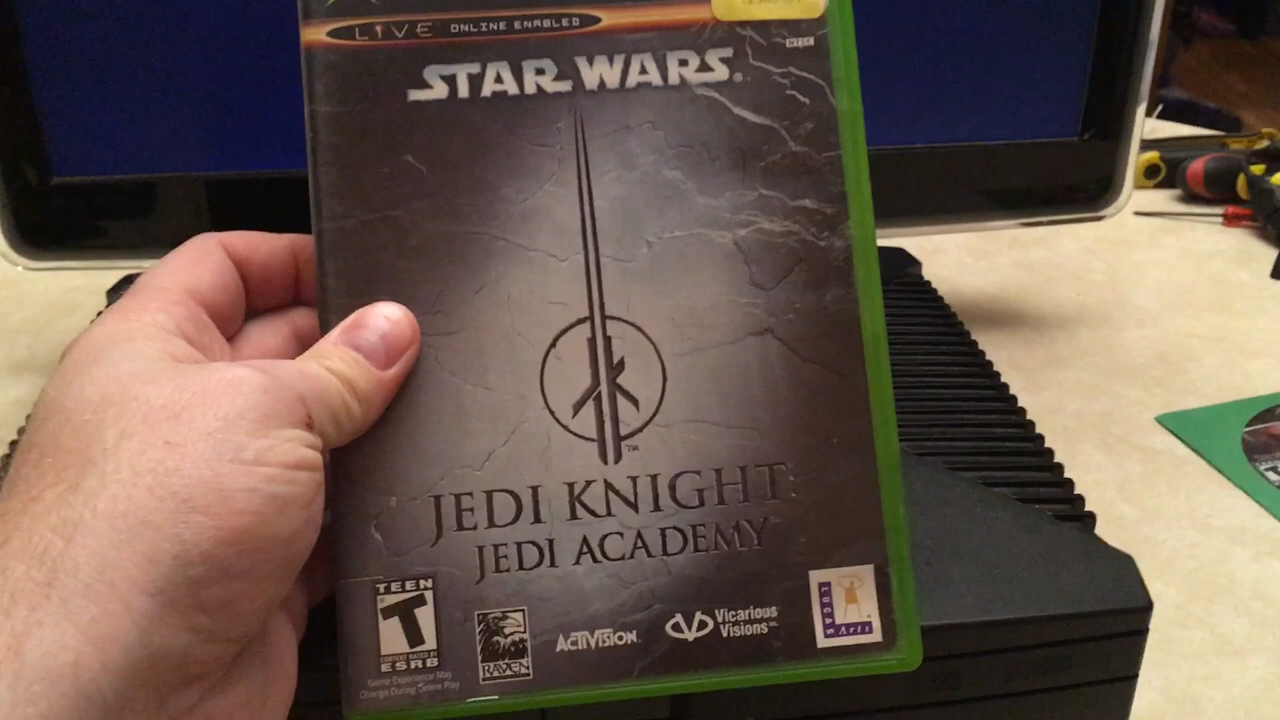 LIVE ONLINE ENABLED
NTSC
STAR WARS.
JEDI KNIGHT
JEDI ACADEMY
TEEN
T
CONTENT RATED BY
ESRB
Game Experience May
Change During Online Play
RAVEN
ACTIVISION
Vicarious
Visions
LUCAS
Arts